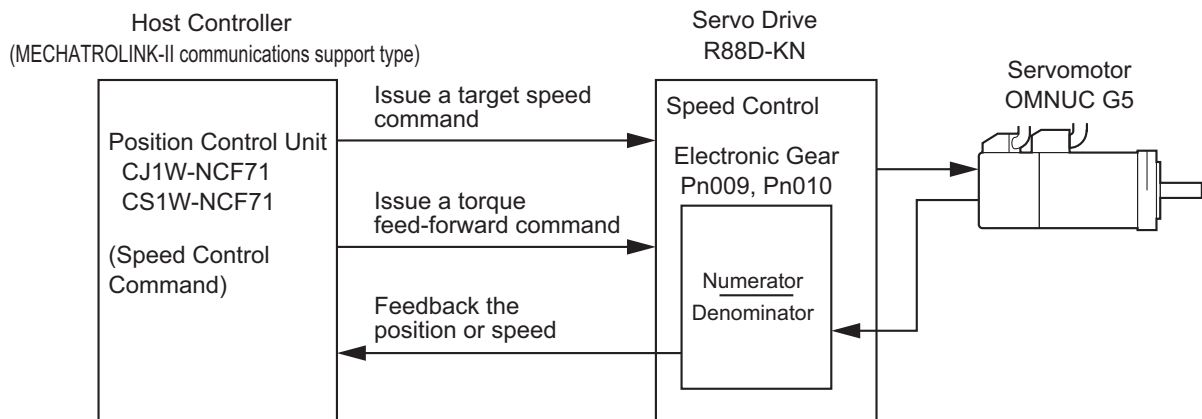 Host Controller
(MECHATROLINK-II communications support type)
Position Control Unit
CJ1W-NCF71
CS1W-NCF71
(Speed Control
Command)
Issue a target speed
command
Issue a torque
feed-forward command
Feedback the
position or speed
Servo Drive
R88D-KN
Speed Control
Electronic Gear
Pn009, Pn010
Numerator
Denominator
Servomotor
OMNUC G5